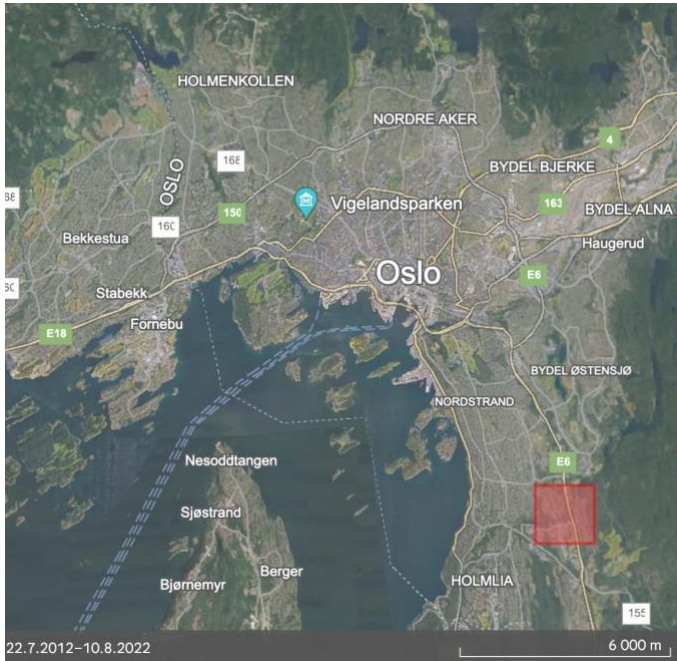 HOLMENKOLLEN
NORDRE AKER
4
168
BYDEL BJERKE
OSLO
68
Vigelandsparken
163
150
BYDEL ALNA
160
Bekkestua
Haugerud
Oslo
E6
60
Stabekk
Fornebu
E18
BYDEL ØSTENSJØ
NORDSTRAND
Nesoddtangen
E6
Sjøstrand
Berger
Bjørnemyr
HOLMLIA
155
22.7.2012–10.8.2022
6 000 m